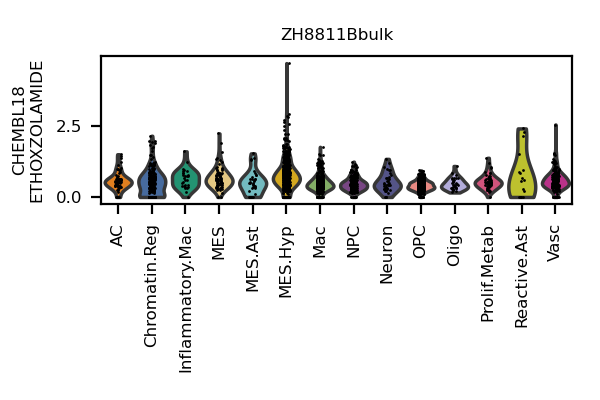 ZH8811Bbulk
CHEMBL18
ETHOXZOLAMIDE
2.5
0.0
AC
Chromatin.Reg
Inflammatory.Mac
MES
MES.Ast
MES.Hyp
Mac
NPC
Neuron
OPC
Oligo
Prolif.Metab
Reactive.Ast
Vasc